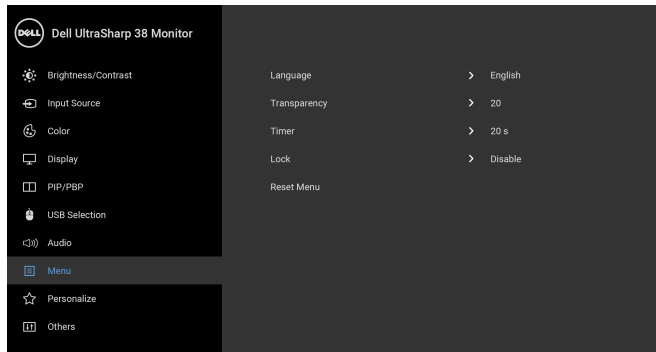 DELL Dell UltraSharp 38 Monitor
Brightness/Contrast
Input Source
Color
Display
PIP/PBP
USB Selection
Audio
Menu
Personalize
Others
Language > English
Transparency > 20
Timer > 20 s
Lock > Disable
Reset Menu